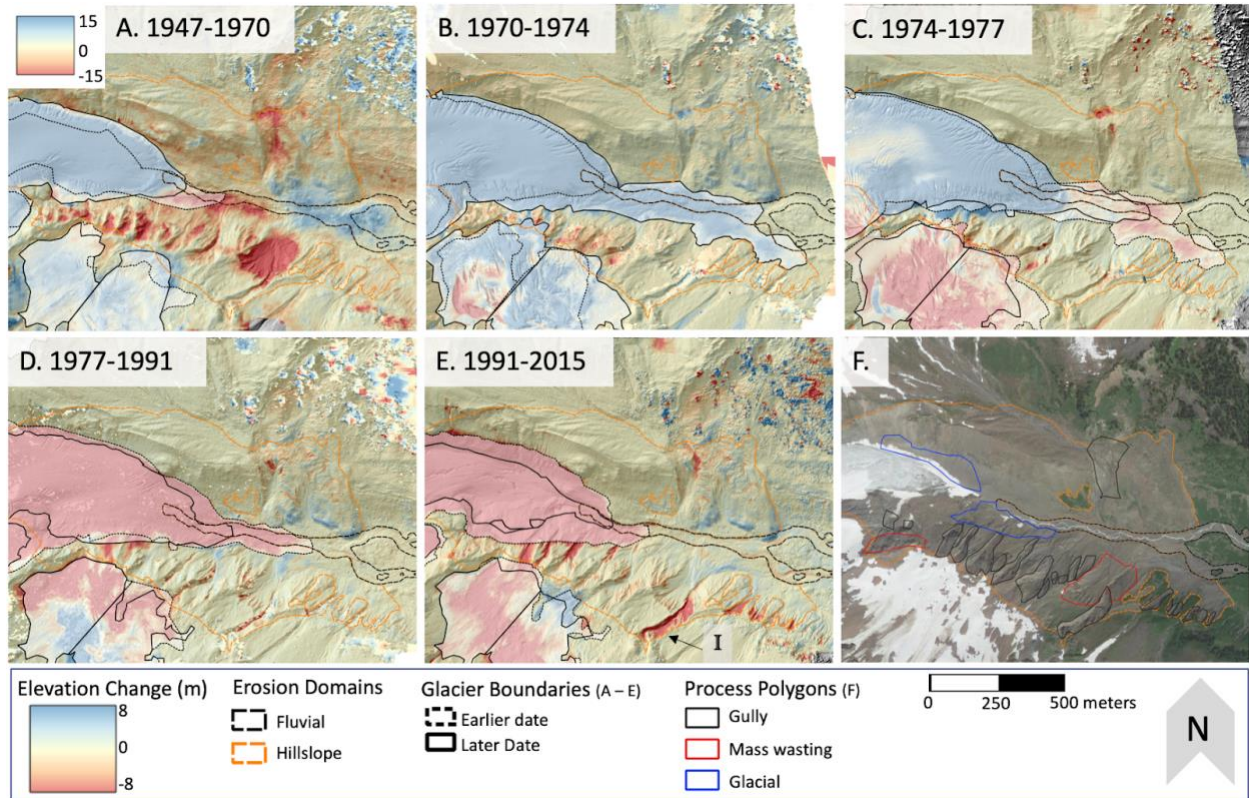 15
0
-15
A. 1947-1970
B. 1970-1974
C. 1974-1977
D. 1977-1991
E. 1991-2015
I
F.
Elevation Change (m)
8
0
-8
Erosion Domains
Fluvial
Hillslope
Glacier Boundaries (A – E)
Earlier date
Later Date
Process Polygons (F)
Gully
Mass wasting
Glacial
0 250 500 meters
N